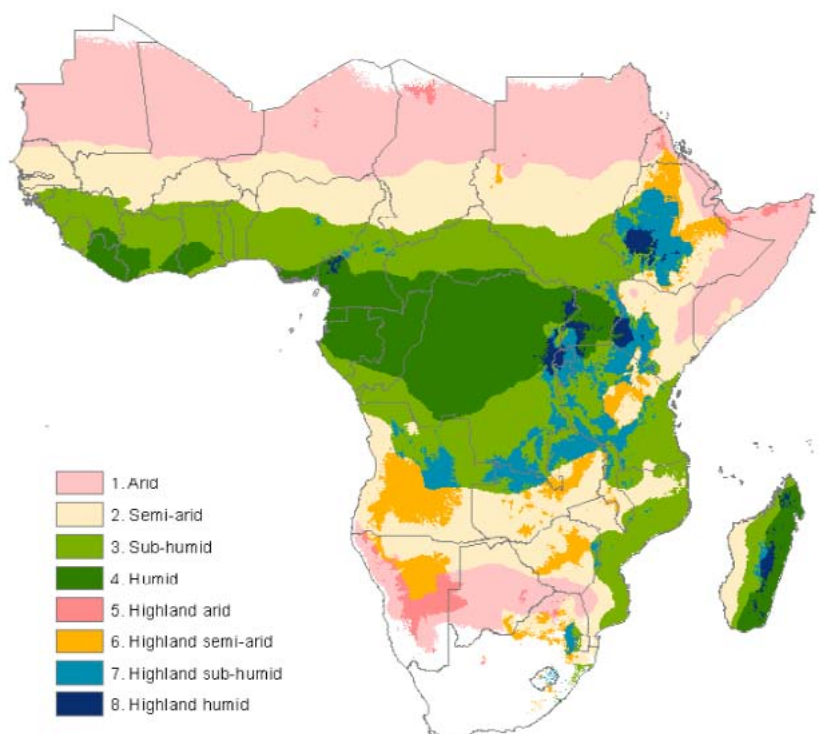 1. Arid
2. Semi-arid
3. Sub-humid
4. Humid
5. Highland arid
6. Highland semi-arid
7. Highland sub-humid
8. Highland humid